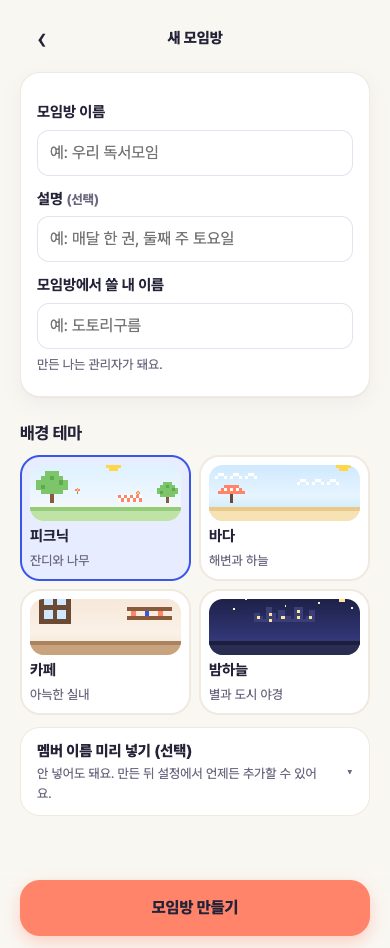 새 모임방
모임방 이름
예: 우리 독서모임
설명 (선택)
예: 매달 한 권, 둘째 주 토요일
모임방에서 쓸 내 이름
예: 도토리구름
만든 나는 관리자가 돼요.
배경 테마
피크닉
잔디와 나무
바다
해변과 하늘
카페
아늑한 실내
밤하늘
별과 도시 야경
멤버 이름 미리 넣기 (선택)
안 넣어도 돼요. 만든 뒤 설정에서 언제든 추가할 수 있어
요.
모임방 만들기